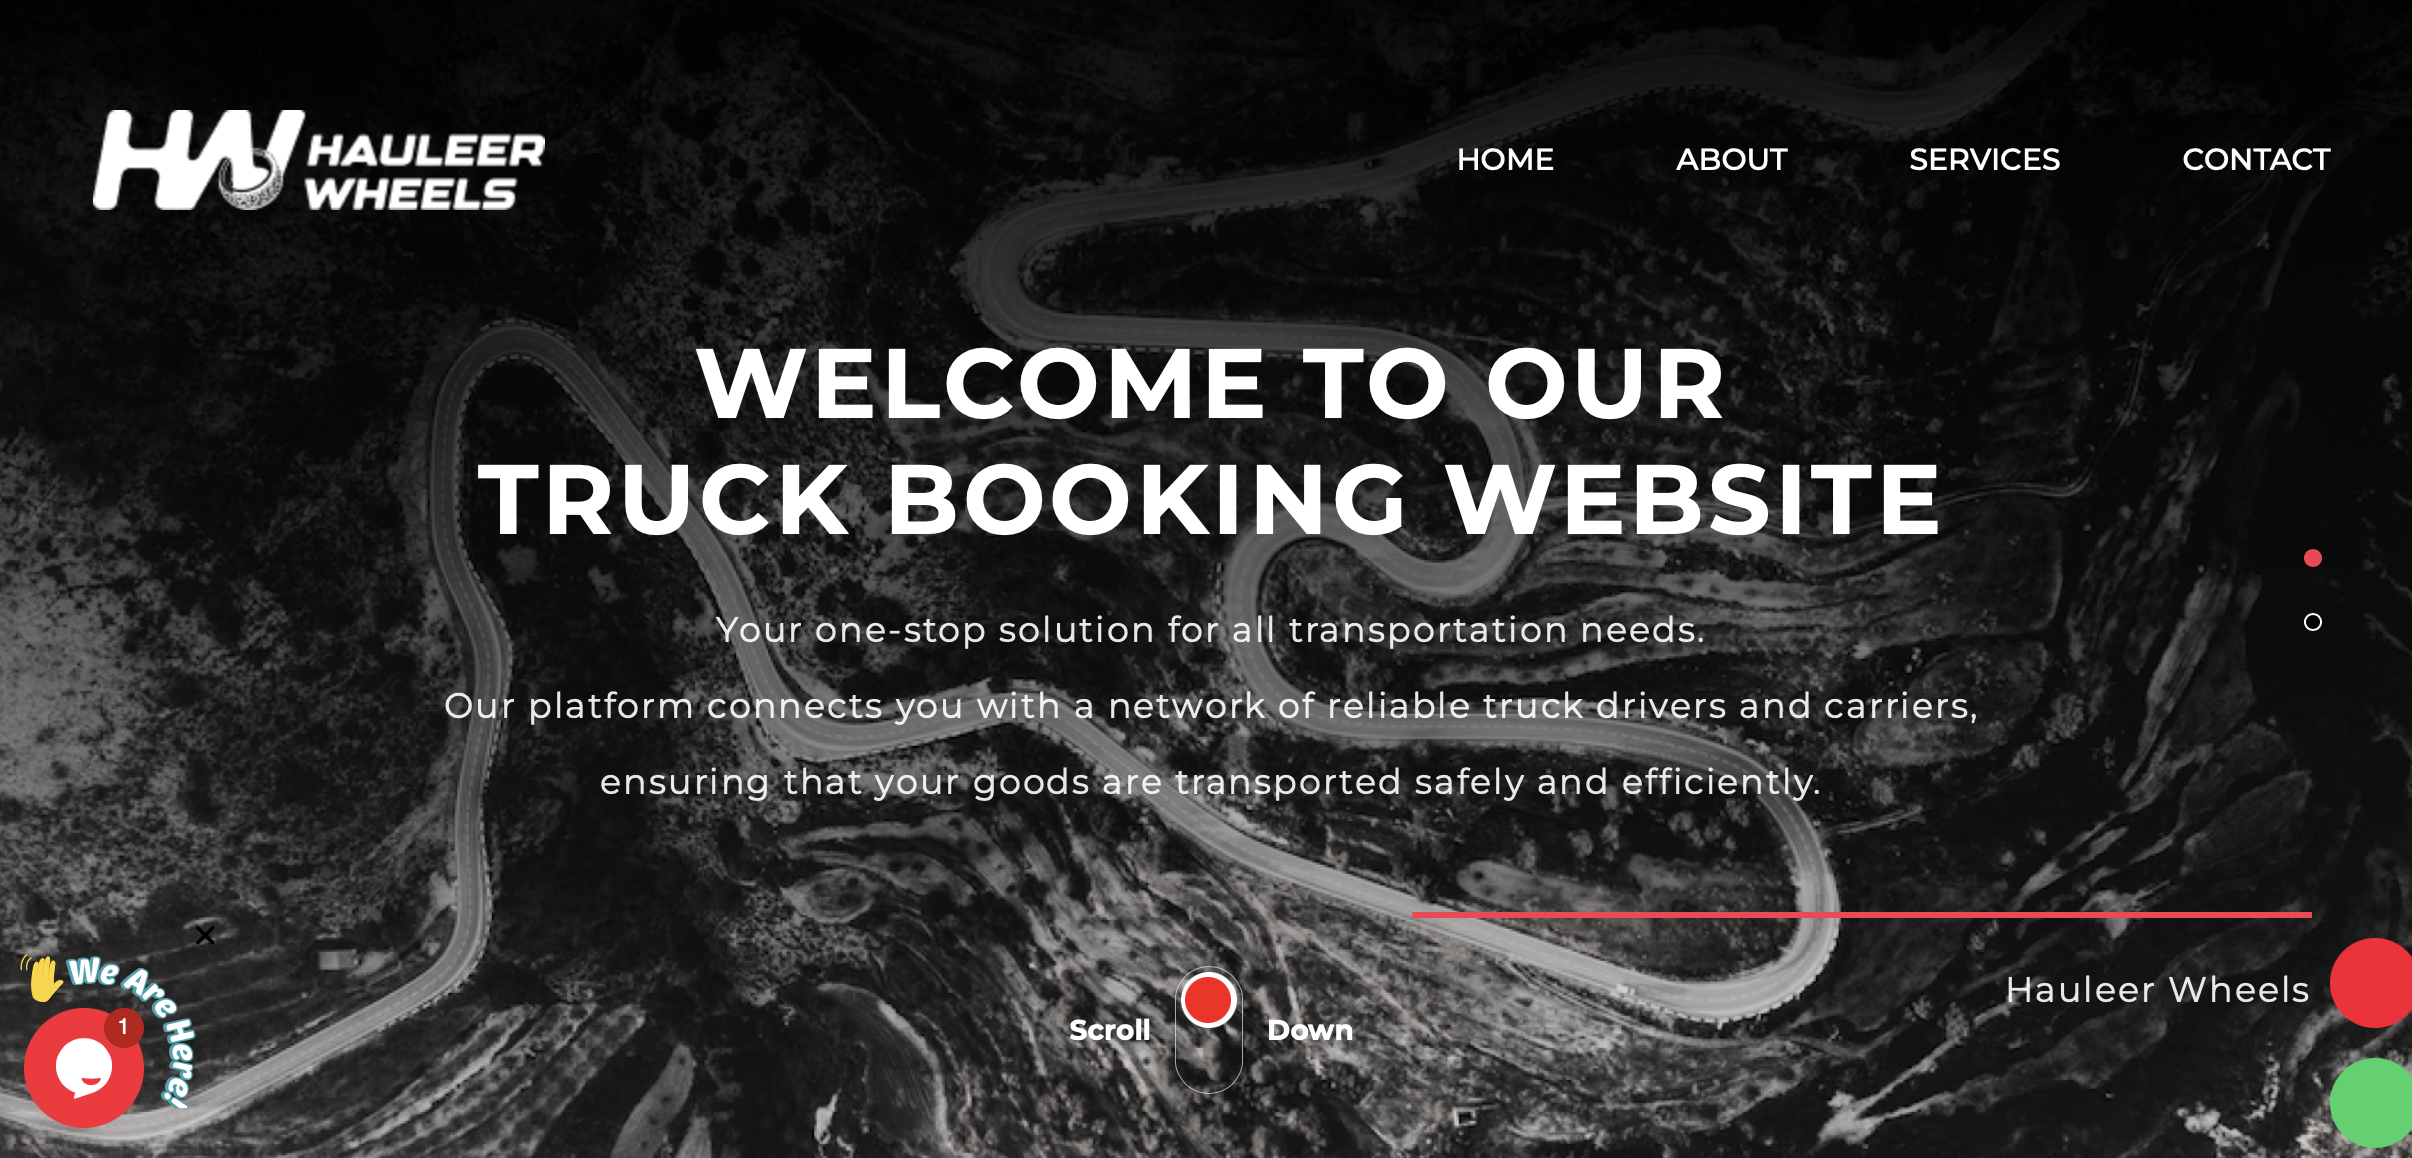 HW HAULEER
WHEELS
HOME ABOUT SERVICES CONTACT
WELCOME TO OUR
TRUCK BOOKING WEBSITE
Your one-stop solution for all transportation needs.
Our platform connects you with a network of reliable truck drivers and carriers,
ensuring that your goods are transported safely and efficiently.
Hauleer Wheels
Scroll Down
We Are Here!
1